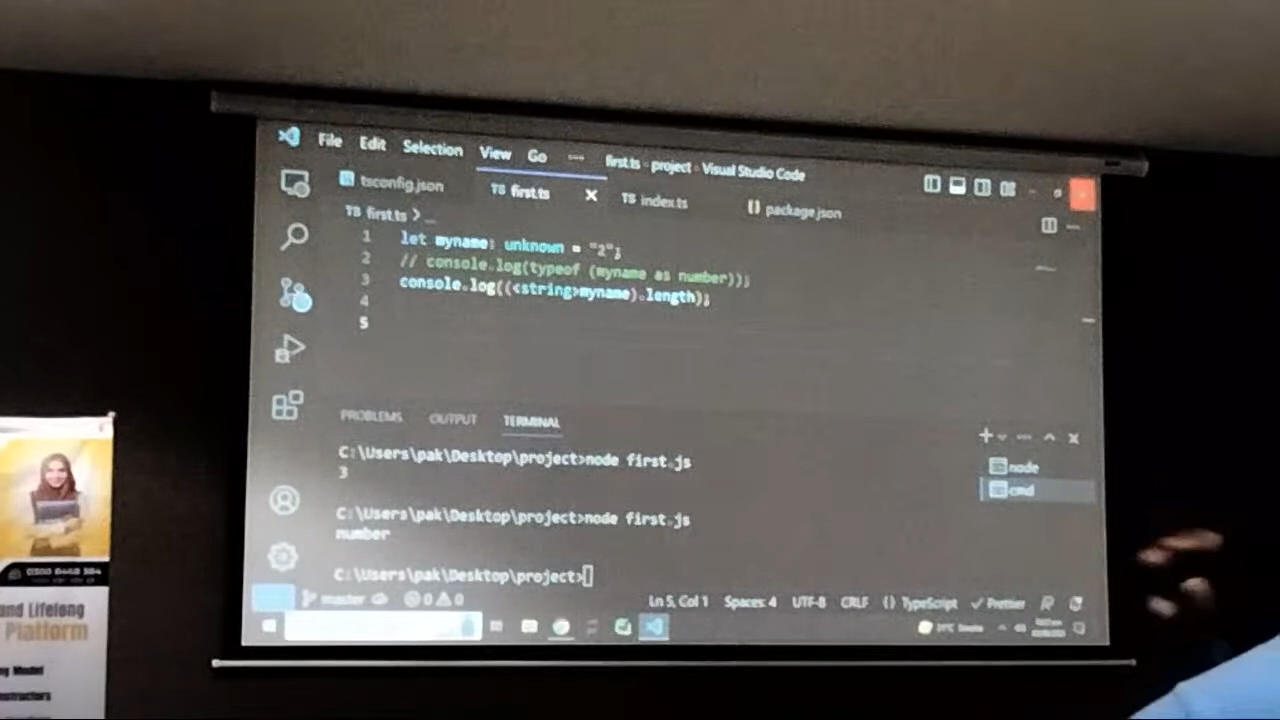 File Edit Selection View Go ... first.ts - project - Visual Studio Code
tsconfig.json TS first.ts TS index.ts {} package.json
TS first.ts > ...
1 let myname: unknown = "2";
2 // console.log(typeof (myname as number));
3 console.log((<string>myname).length);
4
5
PROBLEMS OUTPUT TERMINAL
C:\Users\pak\Desktop\project>node first.js
3
C:\Users\pak\Desktop\project>node first.js
number
C:\Users\pak\Desktop\project>
node
cmd
master 0 0 Ln 5, Col 1 Spaces: 4 UTF-8 CRLF {} TypeScript Prettier
and Lifelong
Platform
Model